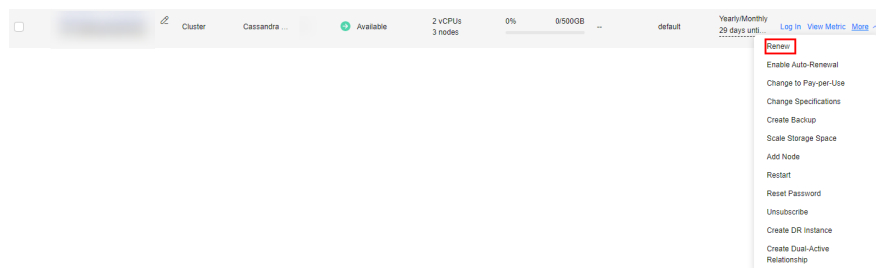 Cluster Cassandra ... Available 2 vCPUs 0% 0/500GB -- default Yearly/Monthly Log In View Metric More
3 nodes 29 days unti...
Renew
Enable Auto-Renewal
Change to Pay-per-Use
Change Specifications
Create Backup
Scale Storage Space
Add Node
Restart
Reset Password
Unsubscribe
Create DR Instance
Create Dual-Active
Relationship